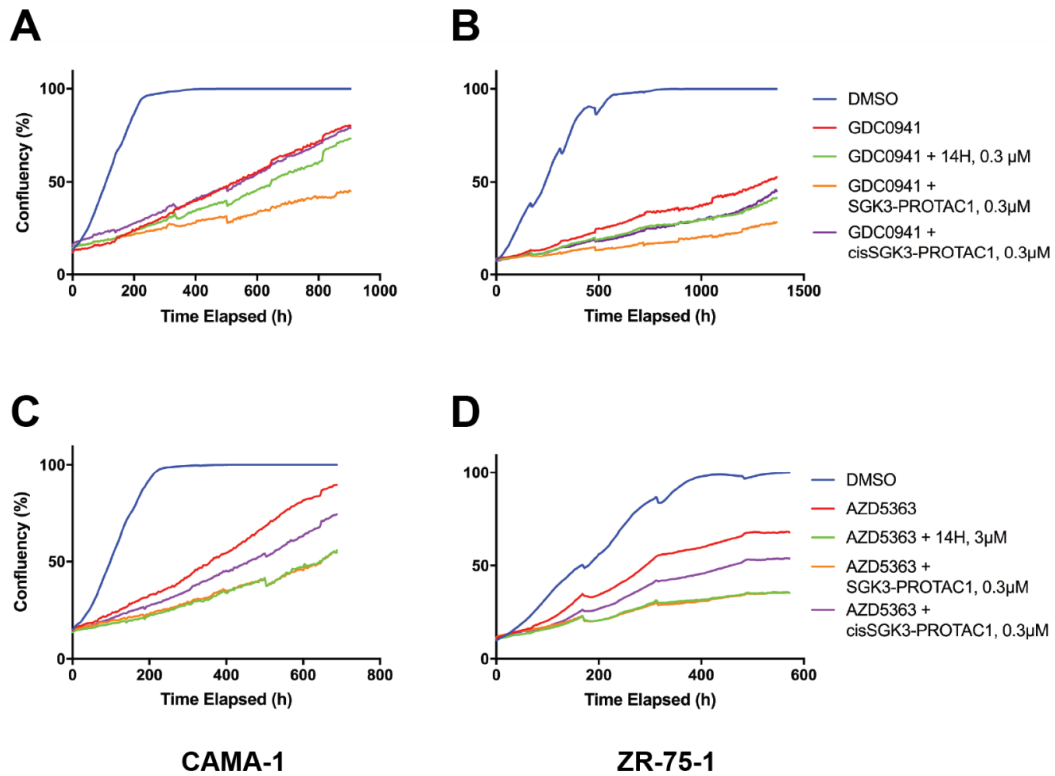 A
B
Confluency (%)
100
50
0
0
200
400
600
800
1000
Time Elapsed (h)
100
50
0
0
500
1000
1500
Time Elapsed (h)
DMSO
GDC0941
GDC0941 + 14H, 0.3 µM
GDC0941 +
SGK3-PROTAC1, 0.3µM
GDC0941 +
cisSGK3-PROTAC1, 0.3µM
C
D
Confluency (%)
100
50
0
0
200
400
600
800
Time Elapsed (h)
100
50
0
0
200
400
600
Time Elapsed (h)
DMSO
AZD5363
AZD5363 + 14H, 3µM
AZD5363 +
SGK3-PROTAC1, 0.3µM
AZD5363 +
cisSGK3-PROTAC1, 0.3µM
CAMA-1
ZR-75-1